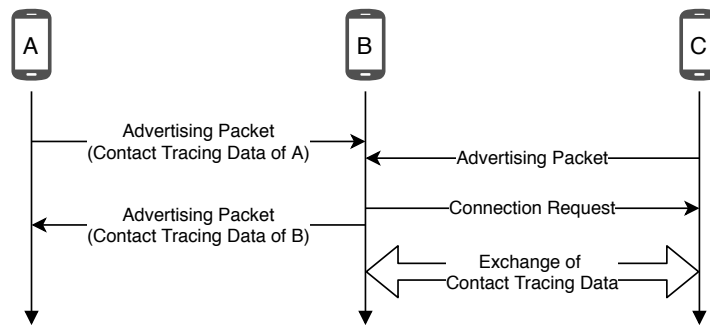 A
B
C
Advertising Packet
(Contact Tracing Data of A)
Advertising Packet
Connection Request
Advertising Packet
(Contact Tracing Data of B)
Exchange of
Contact Tracing Data